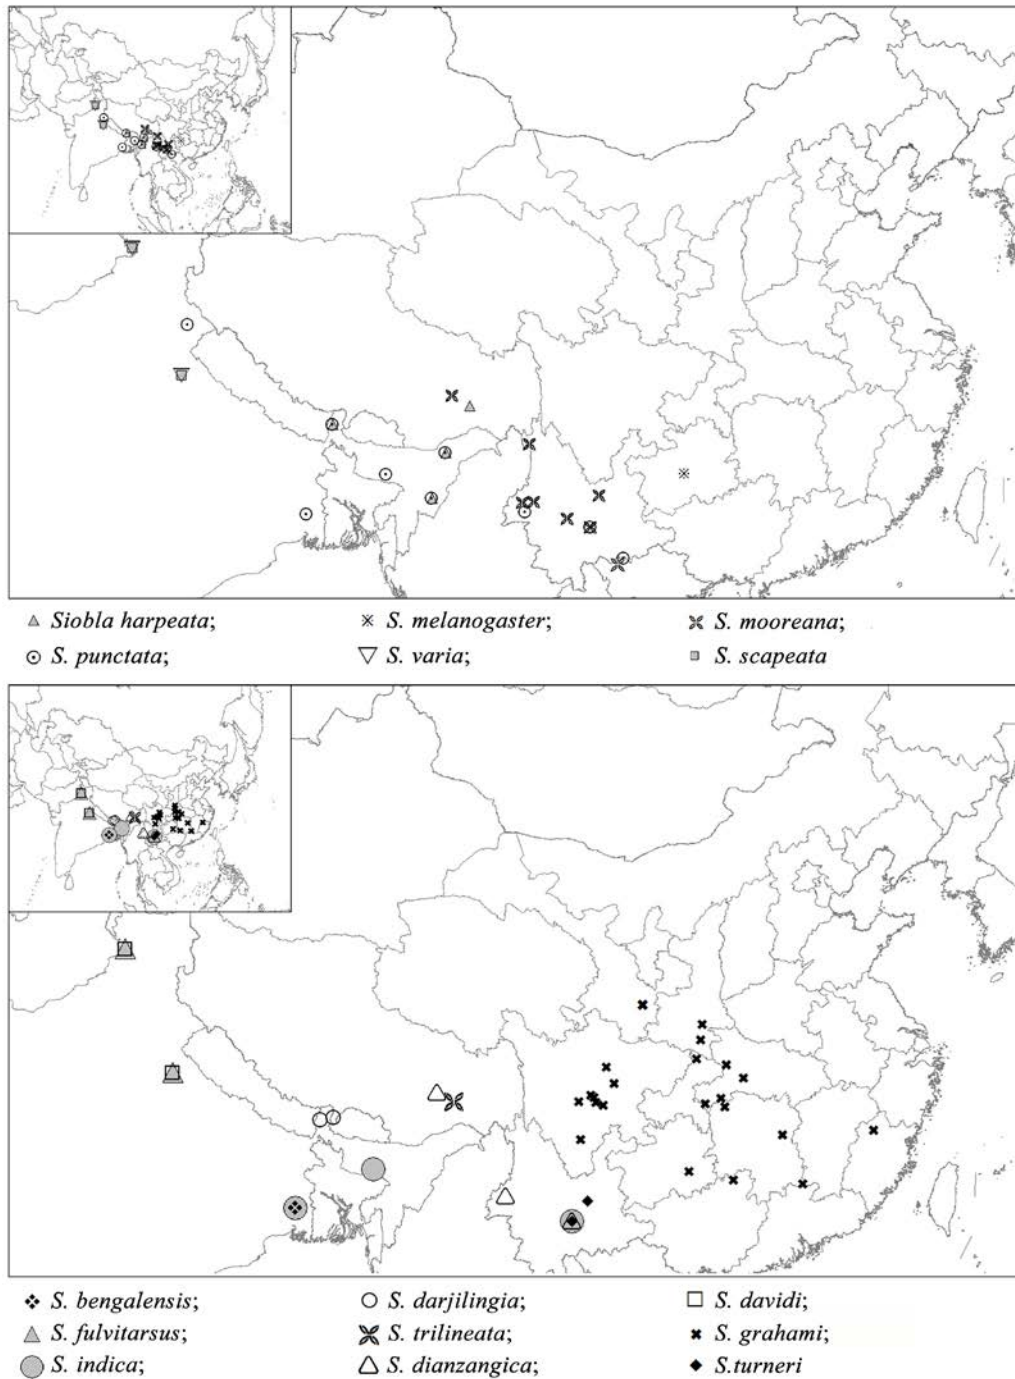 Siobla harpeata; S. melanogaster; S. mooreana;
S. punctata; S. varia; S. scapeata
S. bengalensis; S. darjilingia; S. davidi;
S. fulvitarsus; S. trilineata; S. grahami;
S. indica; S. dianzangica; S.turneri